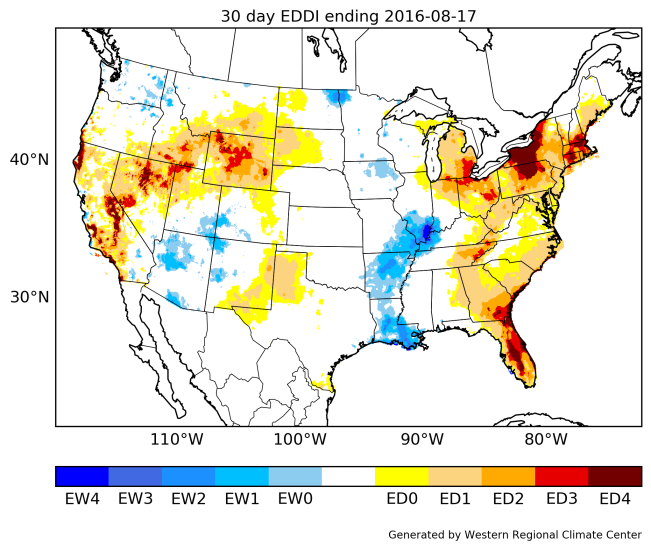 30 day EDDI ending 2016-08-17
40°N
30°N
110°W 100°W 90°W 80°W
EW4 EW3 EW2 EW1 EW0 ED0 ED1 ED2 ED3 ED4
Generated by Western Regional Climate Center